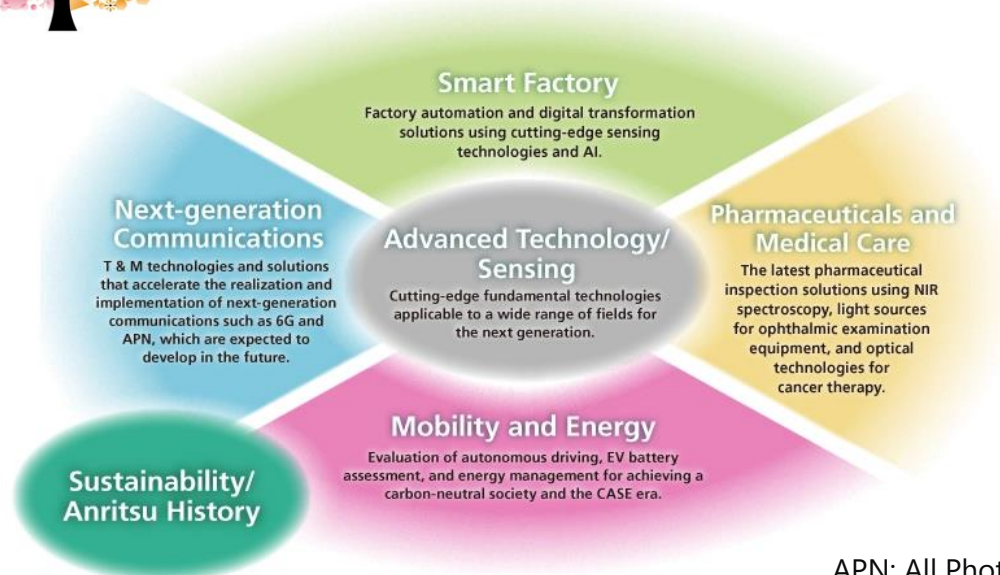 Smart Factory
Factory automation and digital transformation
solutions using cutting-edge sensing
technologies and AI.
Next-generation
Communications
T & M technologies and solutions
that accelerate the realization and
implementation of next-generation
communications such as 6G and
APN, which are expected to
develop in the future.
Advanced Technology/
Sensing
Cutting-edge fundamental technologies
applicable to a wide range of fields for
the next generation.
Pharmaceuticals and
Medical Care
The latest pharmaceutical
inspection solutions using NIR
spectroscopy, light sources
for ophthalmic examination
equipment, and optical
technologies for
cancer therapy.
Mobility and Energy
Evaluation of autonomous driving, EV battery
assessment, and energy management for achieving a
carbon-neutral society and the CASE era.
Sustainability/
Anritsu History
APN: All